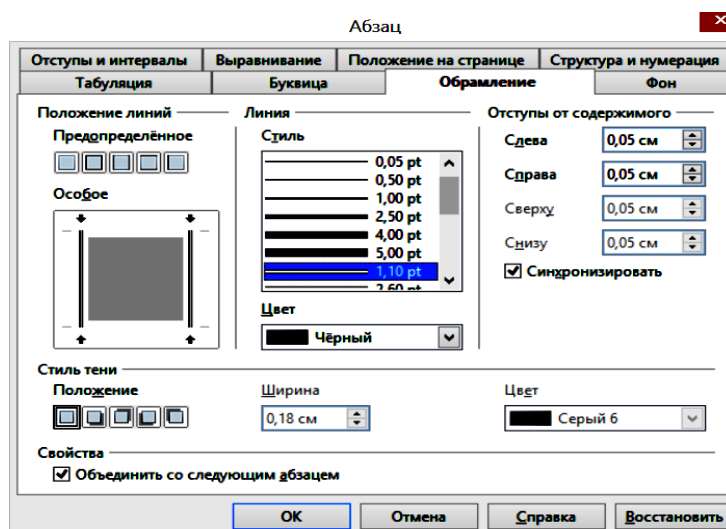 Абзац
Отступы и интервалы Выравнивание Положение на странице Структура и нумерация
Табуляция Буквица Обрамление Фон
Положение линий Линия Отступы от содержимого
Предопределённое Стиль Слева 0,05 см
0,05 pt
0,50 pt
Особое 1,00 pt Справа 0,05 см
2,50 pt Сверху 0,05 см
4,00 pt
5,00 pt Снизу 0,05 см
1,10 pt Синхронизировать
2,60 pt
Цвет
Чёрный
Стиль тени
Положение Ширина Цвет
0,18 см Серый 6
Свойства
Объединить со следующим абзацем
ОК Отмена Справка Восстановить